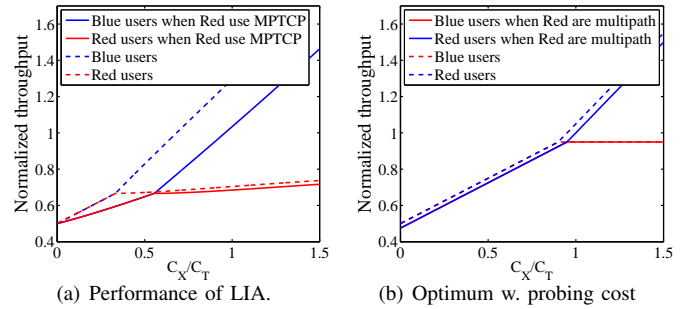 Normalized throughput
1.6
1.4
1.2
1
0.8
0.6
0.4
0
0.5
1
1.5
C_X/C_T
Blue users when Red use MPTCP
Red users when Red use MPTCP
Blue users
Red users
(a) Performance of LIA.
Normalized throughput
1.6
1.4
1.2
1
0.8
0.6
0.4
0
0.5
1
1.5
C_X/C_T
Blue users when Red are multipath
Red users when Red are multipath
Blue users
Red users
(b) Optimum w. probing cost